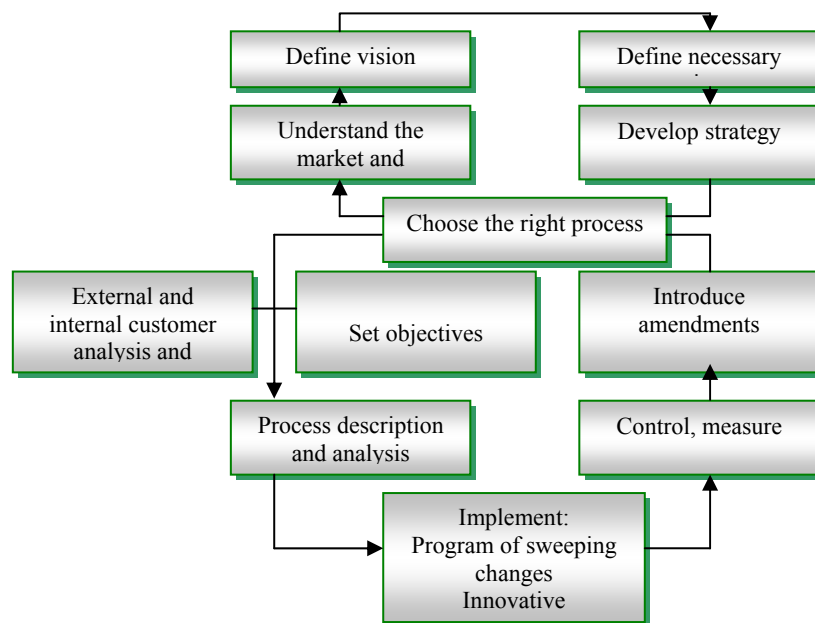 Define vision
Define necessary
Understand the
market and
Develop strategy
Choose the right process
External and
internal customer
analysis and
Set objectives
Introduce
amendments
Process description
and analysis
Control, measure
Implement:
Program of sweeping
changes
Innovative